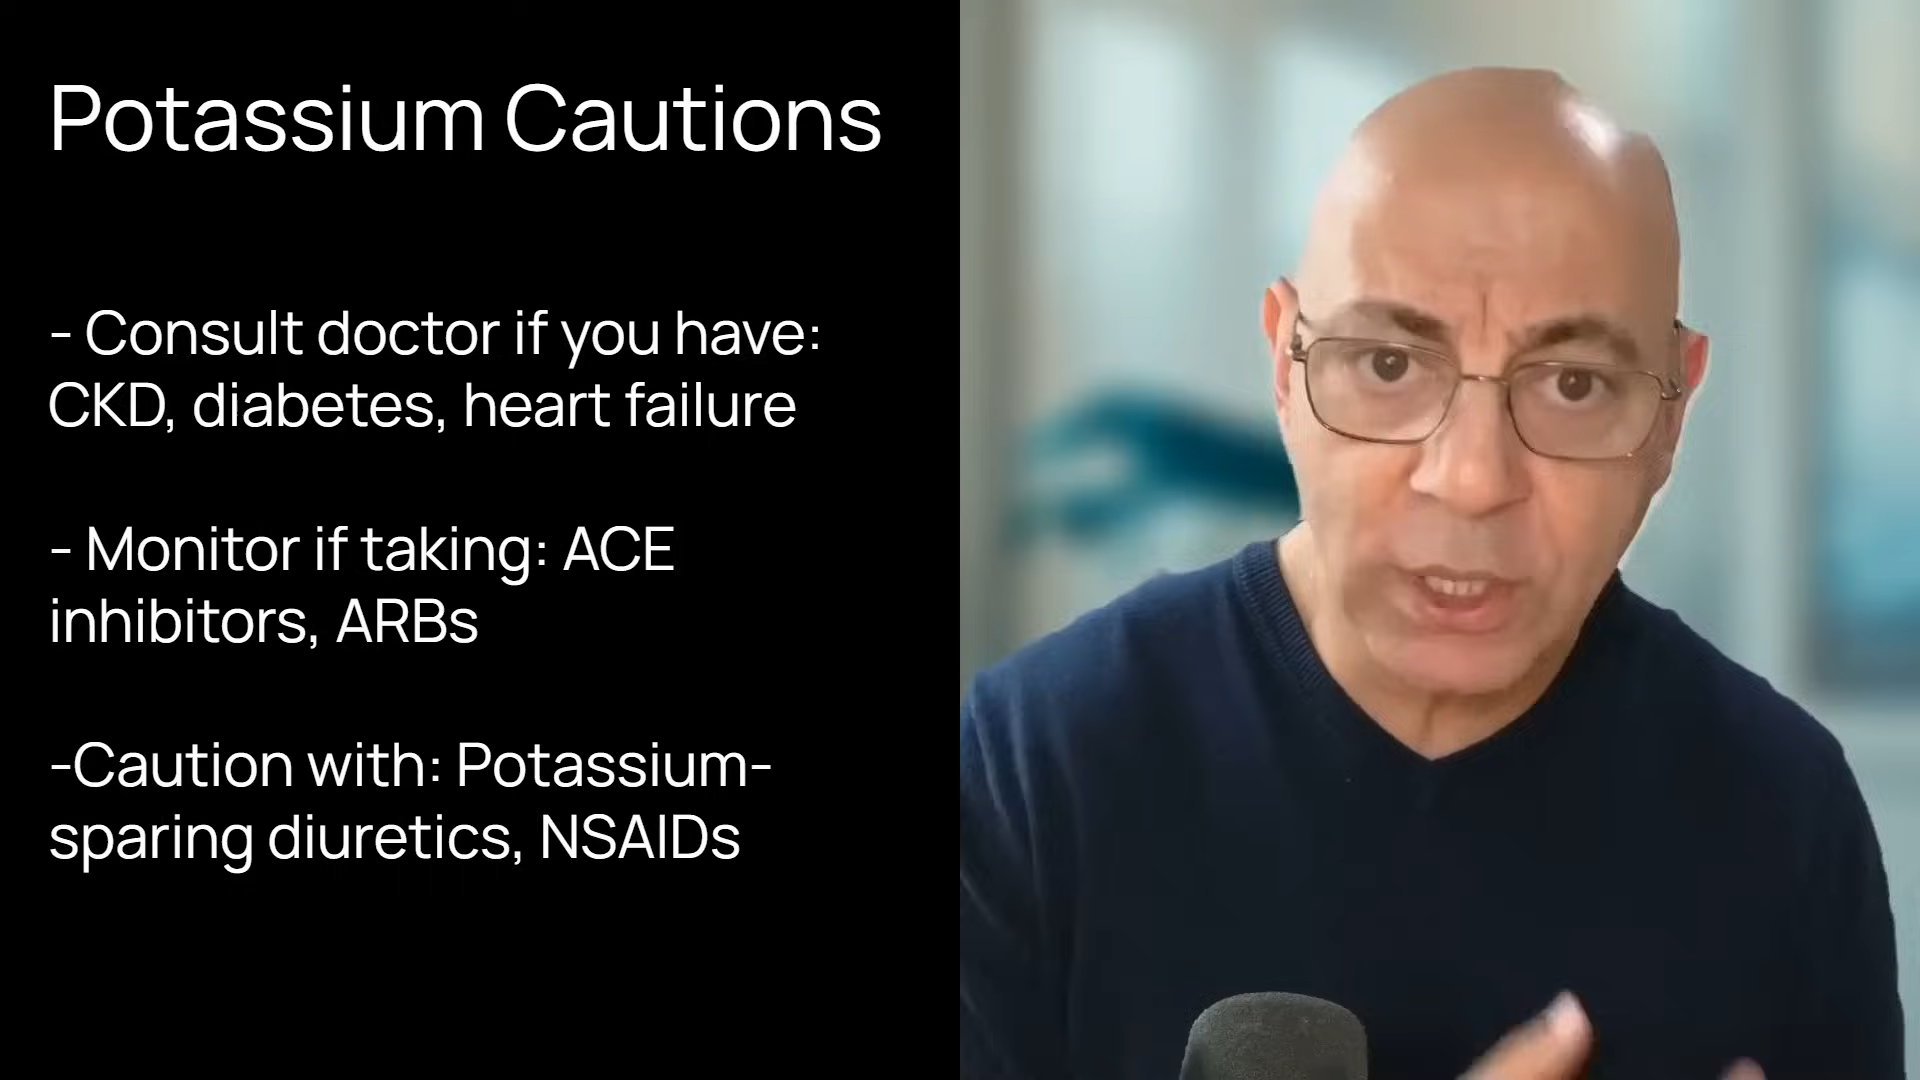 Potassium Cautions
- Consult doctor if you have:
CKD, diabetes, heart failure
- Monitor if taking: ACE
inhibitors, ARBs
-Caution with: Potassium-
sparing diuretics, NSAIDs